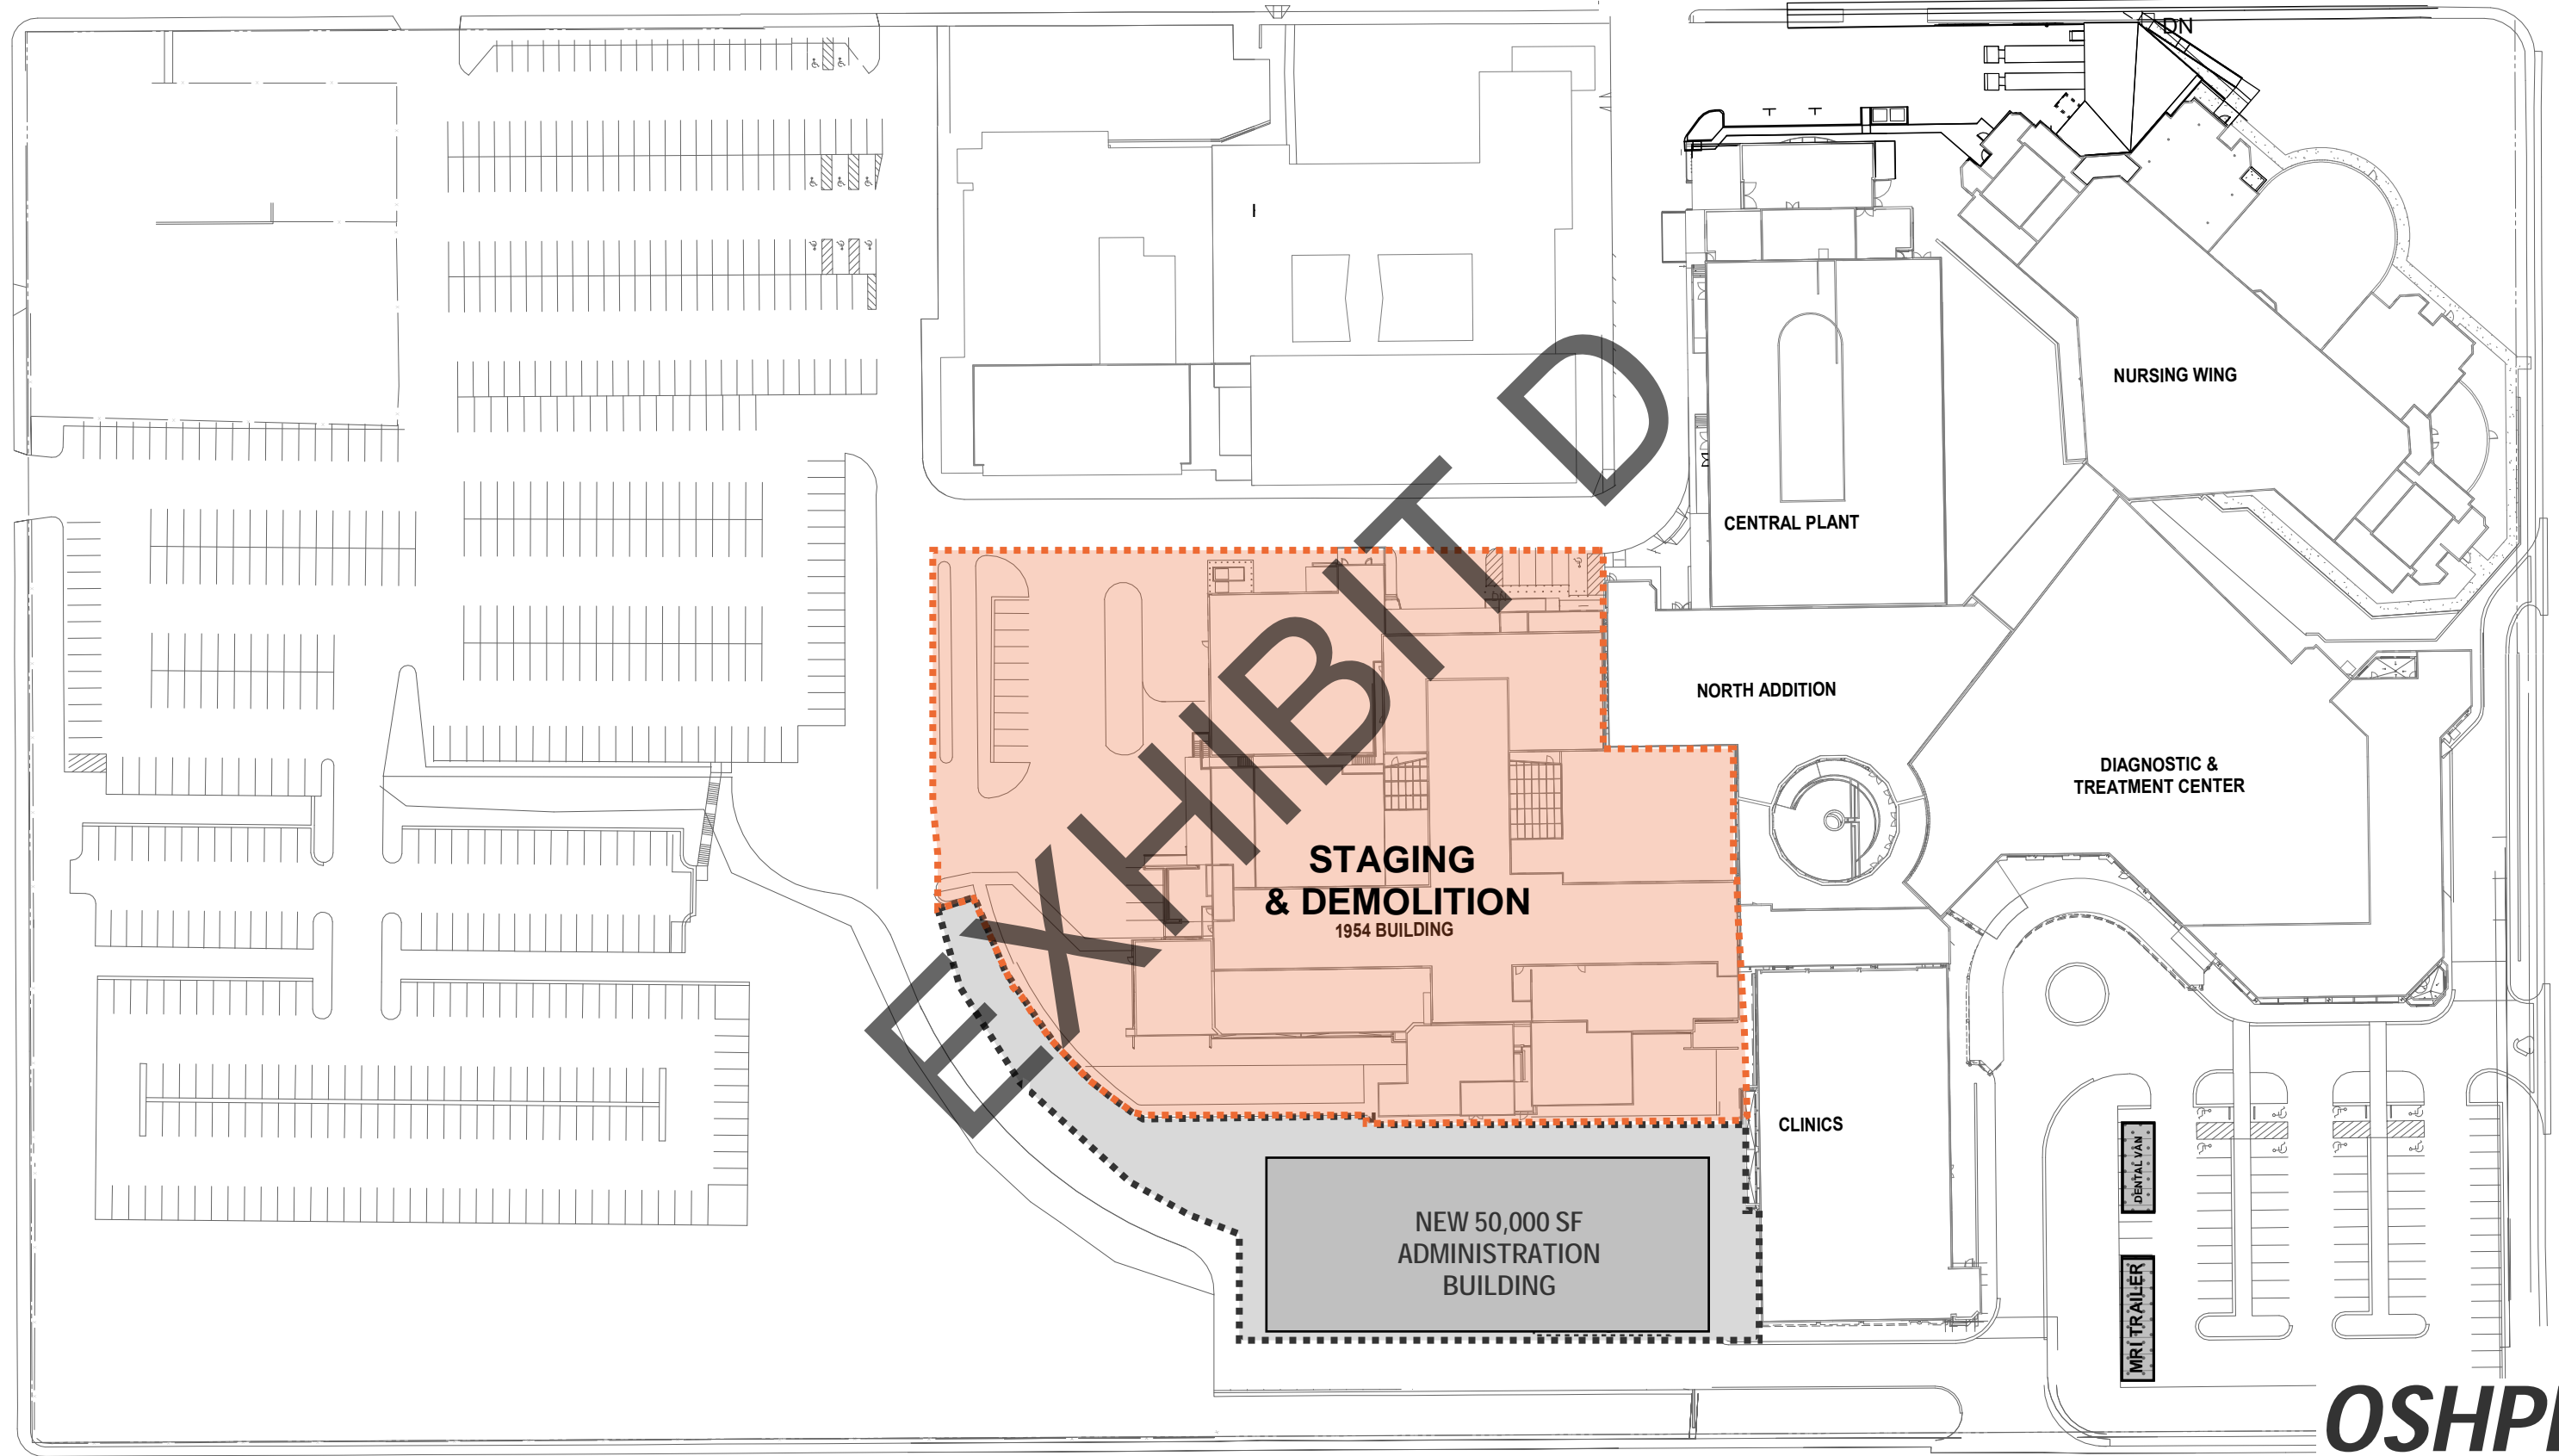 DN
NURSING WING
CENTRAL PLANT
NORTH ADDITION
DIAGNOSTIC &
TREATMENT CENTER
STAGING
& DEMOLITION
1954 BUILDING
EXHIBIT D
CLINICS
DENTAL VAN
NEW 50,000 SF
ADMINISTRATION
BUILDING
MRI TRAILER
OSHP